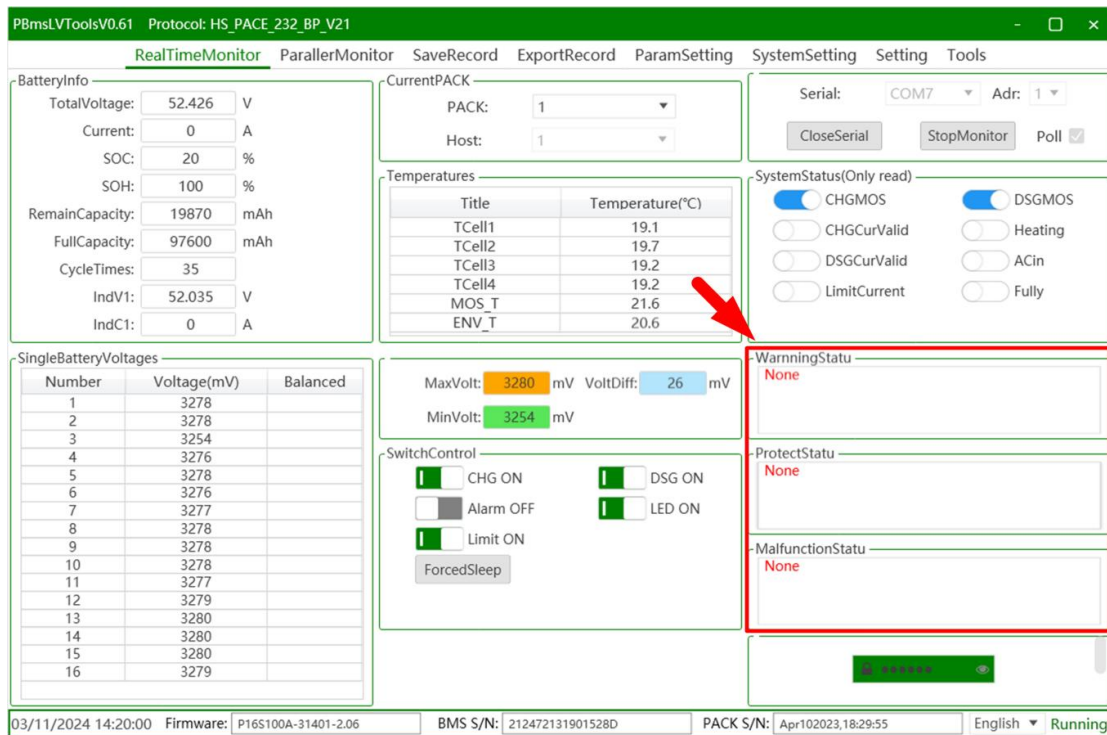 PBmsLVToolsV0.61 Protocol: HS_PACE_232_BP_V21
RealTimeMonitor ParallerMonitor SaveRecord ExportRecord ParamSetting SystemSetting Setting Tools
BatteryInfo
TotalVoltage: 52.426 V
Current: 0 A
SOC: 20 %
SOH: 100 %
RemainCapacity: 19870 mAh
FullCapacity: 97600 mAh
CycleTimes: 35
IndV1: 52.035 V
IndC1: 0 A
CurrentPACK
PACK: 1
Host: 1
Serial: COM7 Adr: 1
CloseSerial StopMonitor Poll
Temperatures
Title Temperature(°C)
TCell1 19.1
TCell2 19.7
TCell3 19.2
TCell4 19.2
MOS_T 21.6
ENV_T 20.6
SystemStatus(Only read)
CHGMOS DSGMOS
CHGCurValid Heating
DSGCurValid ACin
LimitCurrent Fully
SingleBatteryVoltages
Number Voltage(mV) Balanced
1 3278
2 3278
3 3254
4 3276
5 3278
6 3276
7 3277
8 3278
9 3278
10 3278
11 3277
12 3279
13 3280
14 3280
15 3280
16 3279
MaxVolt: 3280 mV VoltDiff: 26 mV
MinVolt: 3254 mV
SwitchControl
CHG ON DSG ON
Alarm OFF LED ON
Limit ON
ForcedSleep
WarnningStatu
None
ProtectStatu
None
MalfunctionStatu
None
03/11/2024 14:20:00 Firmware: P16S100A-31401-2.06 BMS S/N: 212472131901528D PACK S/N: Apr102023,18:29:55 English Running